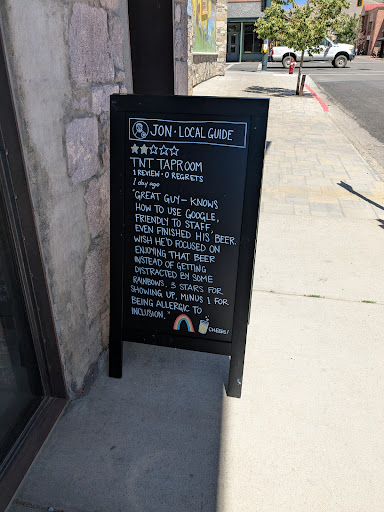 JON · LOCAL GUIDE
TNT TAPROOM
1 REVIEW · 0 REGRETS
1 day ago
"GREAT GUY - KNOWS
HOW TO USE GOOGLE,
FRIENDLY TO STAFF,
EVEN FINISHED HIS BEER.
WISH HE'D FOCUSED ON
ENJOYING THAT BEER
INSTEAD OF GETTING
DISTRACTED BY SOME
RAINBOWS. 3 STARS FOR
SHOWING UP, MINUS 1 FOR
BEING ALLERGIC TO
INCLUSION."
CHEERS!